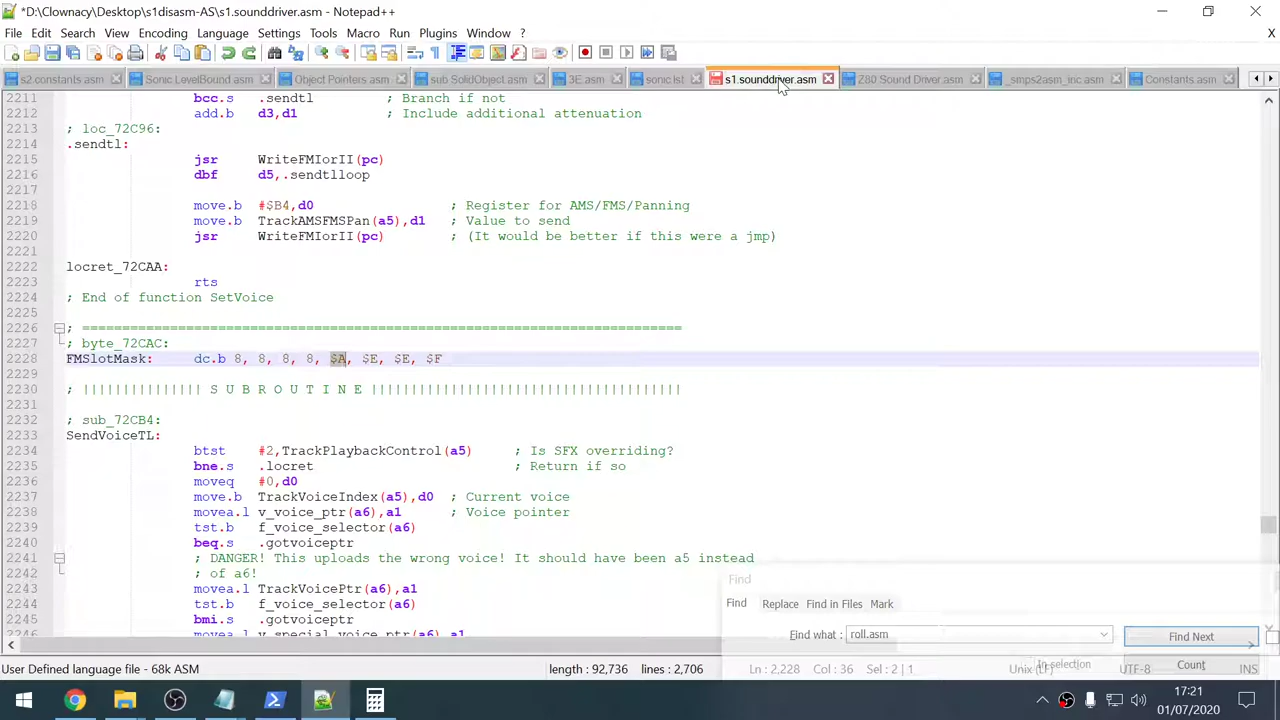 *D:\Clownacy\Desktop\s1disasm-AS\s1.sounddriver.asm - Notepad++
File Edit Search View Encoding Language Settings Tools Macro Run Plugins Window ?
X
s2.constants.asm Sonic LevelBound.asm Object Pointers.asm sub SolidObject.asm 3E.asm sonic.lst s1.sounddriver.asm Z80 Sound Driver.asm _smps2asm_inc.asm Constants.asm
2211 bcc.s .sendtl ; Branch if not
2212 add.b d3,d1 ; Include additional attenuation
2213 ; loc_72C96:
2214 .sendtl:
2215 jsr WriteFMIorII(pc)
2216 dbf d5,.sendtlloop
2217
2218 move.b #$B4,d0 ; Register for AMS/FMS/Panning
2219 move.b TrackAMSFMSPan(a5),d1 ; Value to send
2220 jsr WriteFMIorII(pc) ; (It would be better if this were a jmp)
2221
2222 locret_72CAA:
2223 rts
2224 ; End of function SetVoice
2225
2226 ; ===========================================================================
2227 ; byte_72CAC:
2228 FMSlotMask: dc.b 8, 8, 8, 8, $A, $E, $E, $F
2229
2230 ; ||||||||||||||| S U B R O U T I N E |||||||||||||||||||||||||||||||||||||||
2231
2232 ; sub_72CB4:
2233 SendVoiceTL:
2234 btst #2,TrackPlaybackControl(a5) ; Is SFX overriding?
2235 bne.s .locret ; Return if so
2236 moveq #0,d0
2237 move.b TrackVoiceIndex(a5),d0 ; Current voice
2238 movea.l v_voice_ptr(a6),a1 ; Voice pointer
2239 tst.b f_voice_selector(a6)
2240 beq.s .gotvoiceptr
2241 ; DANGER! This uploads the wrong voice! It should have been a5 instead
2242 ; of a6!
2243 movea.l TrackVoicePtr(a6),a1
2244 tst.b f_voice_selector(a6)
2245 bmi.s .gotvoiceptr
2246 movea.l v_special_voice_ptr(a6),a1
Find
Find Replace Find in Files Mark
Find what : roll.asm Find Next
In selection Count
User Defined language file - 68k ASM length : 92,736 lines : 2,706 Ln : 2,228 Col : 36 Sel : 2 | 1 Unix (LF) UTF-8 INS
17:21
01/07/2020